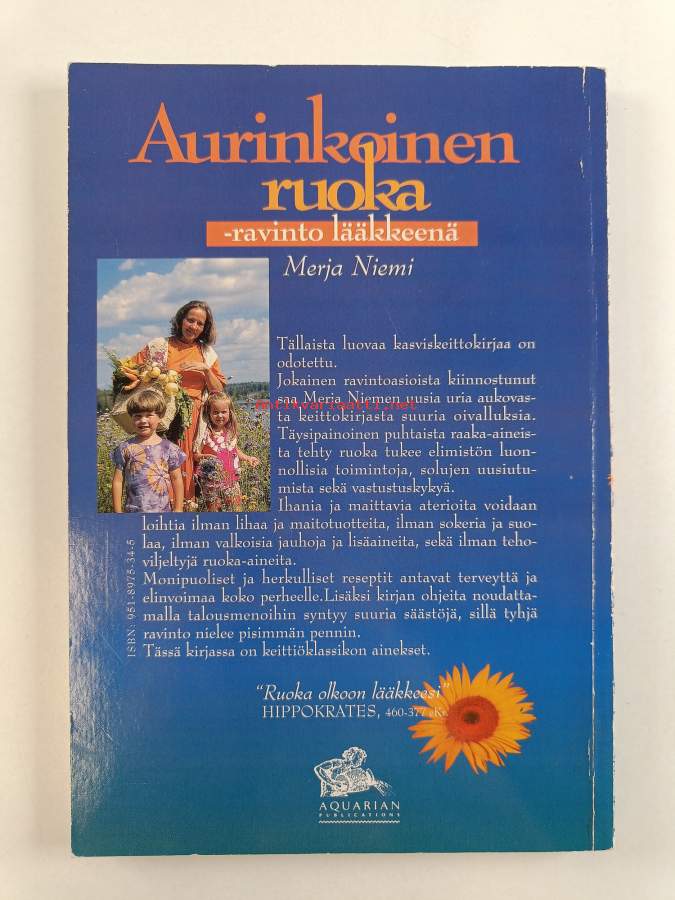 Aurinkoinen
ruoka
-ravinto lääkkeenä
Merja Niemi
Tällaista luovaa kasviskeittokirjaa on
odotettu.
Jokainen ravintoasioista kiinnostunut
saa Merja Niemen uusia uria aukovas-
ta keittokirjasta suuria oivalluksia.
Täysipainoinen puhtaista raaka-aineis-
ta tehty ruoka tukee elimistön luon-
nollisia toimintoja, solujen uusiutu-
mista sekä vastustuskykyä.
Ihania ja maittavia aterioita voidaan
loihtia ilman lihaa ja maitotuotteita, ilman sokeria ja suo-
laa, ilman valkoisia jauhoja ja lisäaineita, sekä ilman teho-
viljeltyjä ruoka-aineita.
Monipuoliset ja herkulliset reseptit antavat terveyttä ja
elinvoimaa koko perheelle.Lisäksi kirjan ohjeita noudatta-
malla talousmenoihin syntyy suuria säästöjä, sillä tyhjä
ravinto nielee pisimmän pennin.
Tässä kirjassa on keittiöklassikon ainekset.
"Ruoka olkoon lääkkeesi"
HIPPOKRATES, 460-377 eKr.
AQUARIAN
PUBLICATIONS
ISBN: 951-8975-34-5
antikvariaatti.net